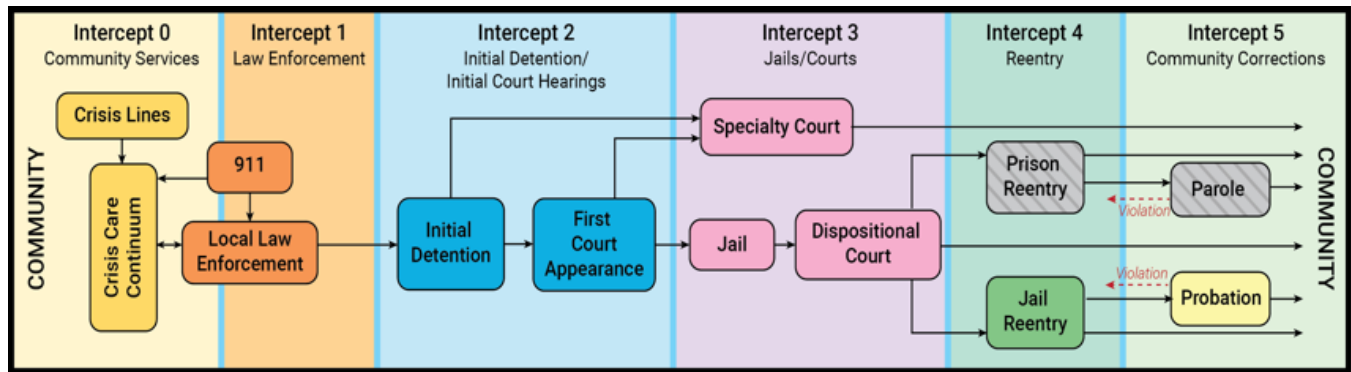 Intercept 0
Community Services
Intercept 1
Law Enforcement
Intercept 2
Initial Detention/
Initial Court Hearings
Intercept 3
Jails/Courts
Intercept 4
Reentry
Intercept 5
Community Corrections
COMMUNITY
Crisis Lines
Crisis Care
Continuum
911
Local Law
Enforcement
Initial
Detention
First
Court
Appearance
Specialty Court
Jail
Dispositional
Court
Prison
Reentry
Violation
Parole
Jail
Reentry
Violation
Probation
COMMUNITY